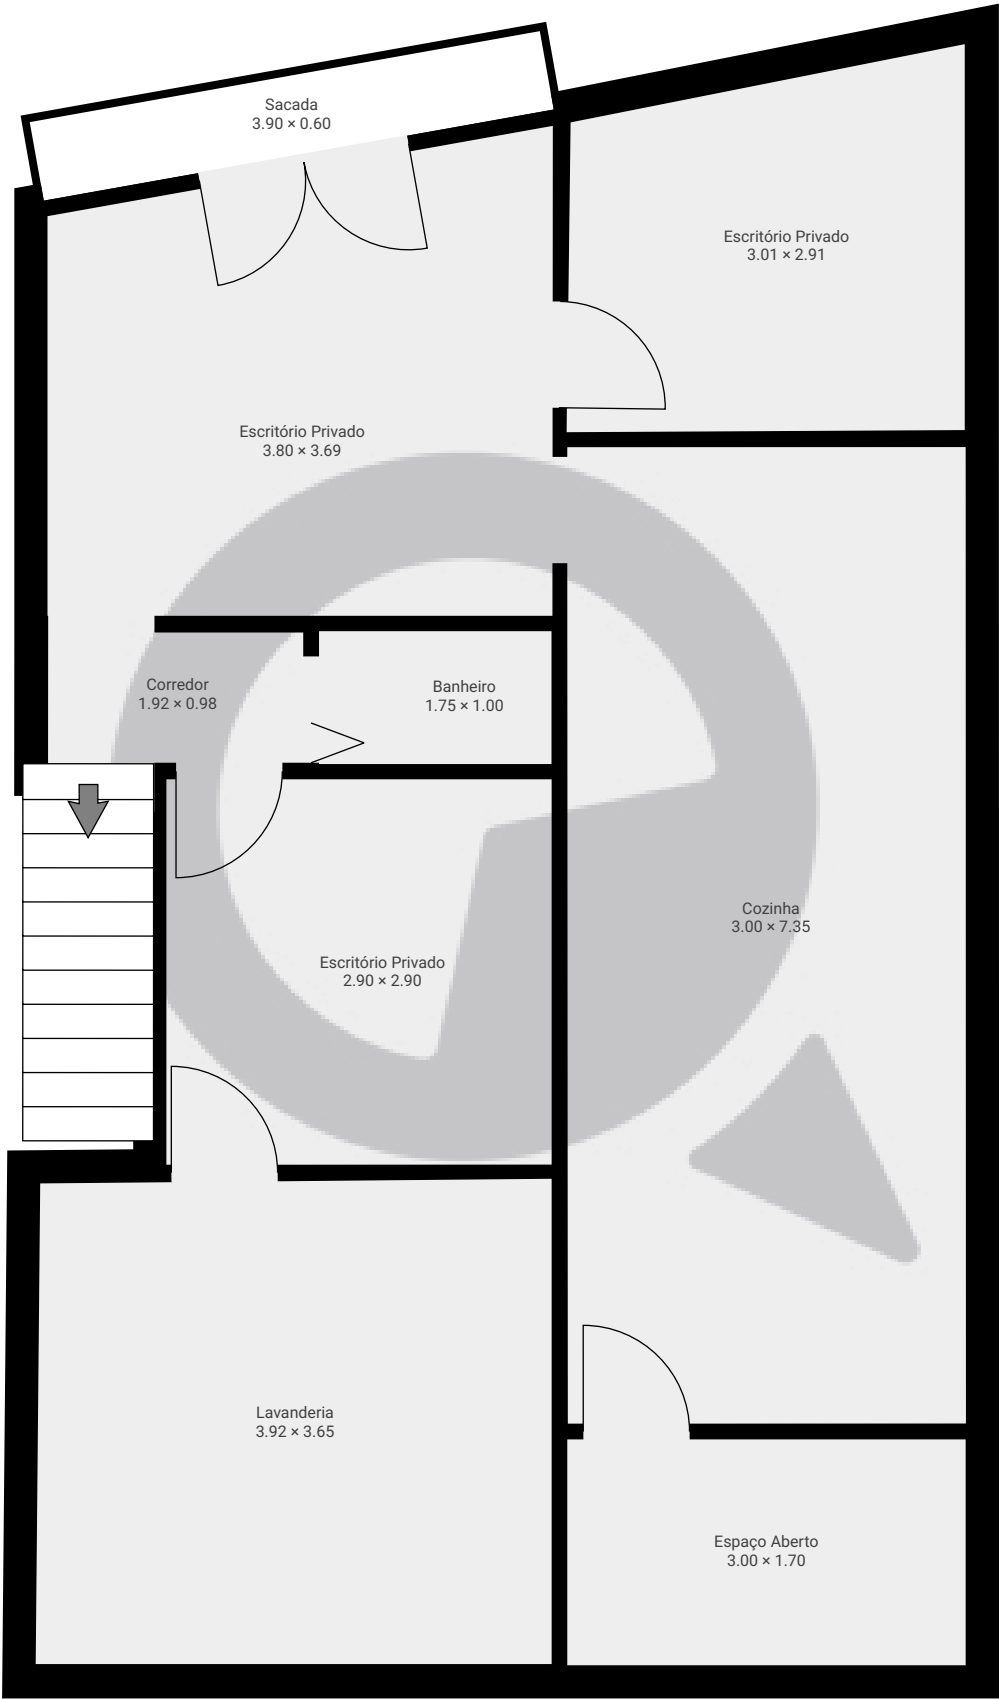 Sacada
3.90 × 0.60
Escritório Privado
3.01 × 2.91
Escritório Privado
3.80 × 3.69
Corredor
1.92 × 0.98
Banheiro
1.75 × 1.00
Cozinha
3.00 × 7.35
Escritório Privado
2.90 × 2.90
Lavanderia
3.92 × 3.65
Espaço Aberto
3.00 × 1.70